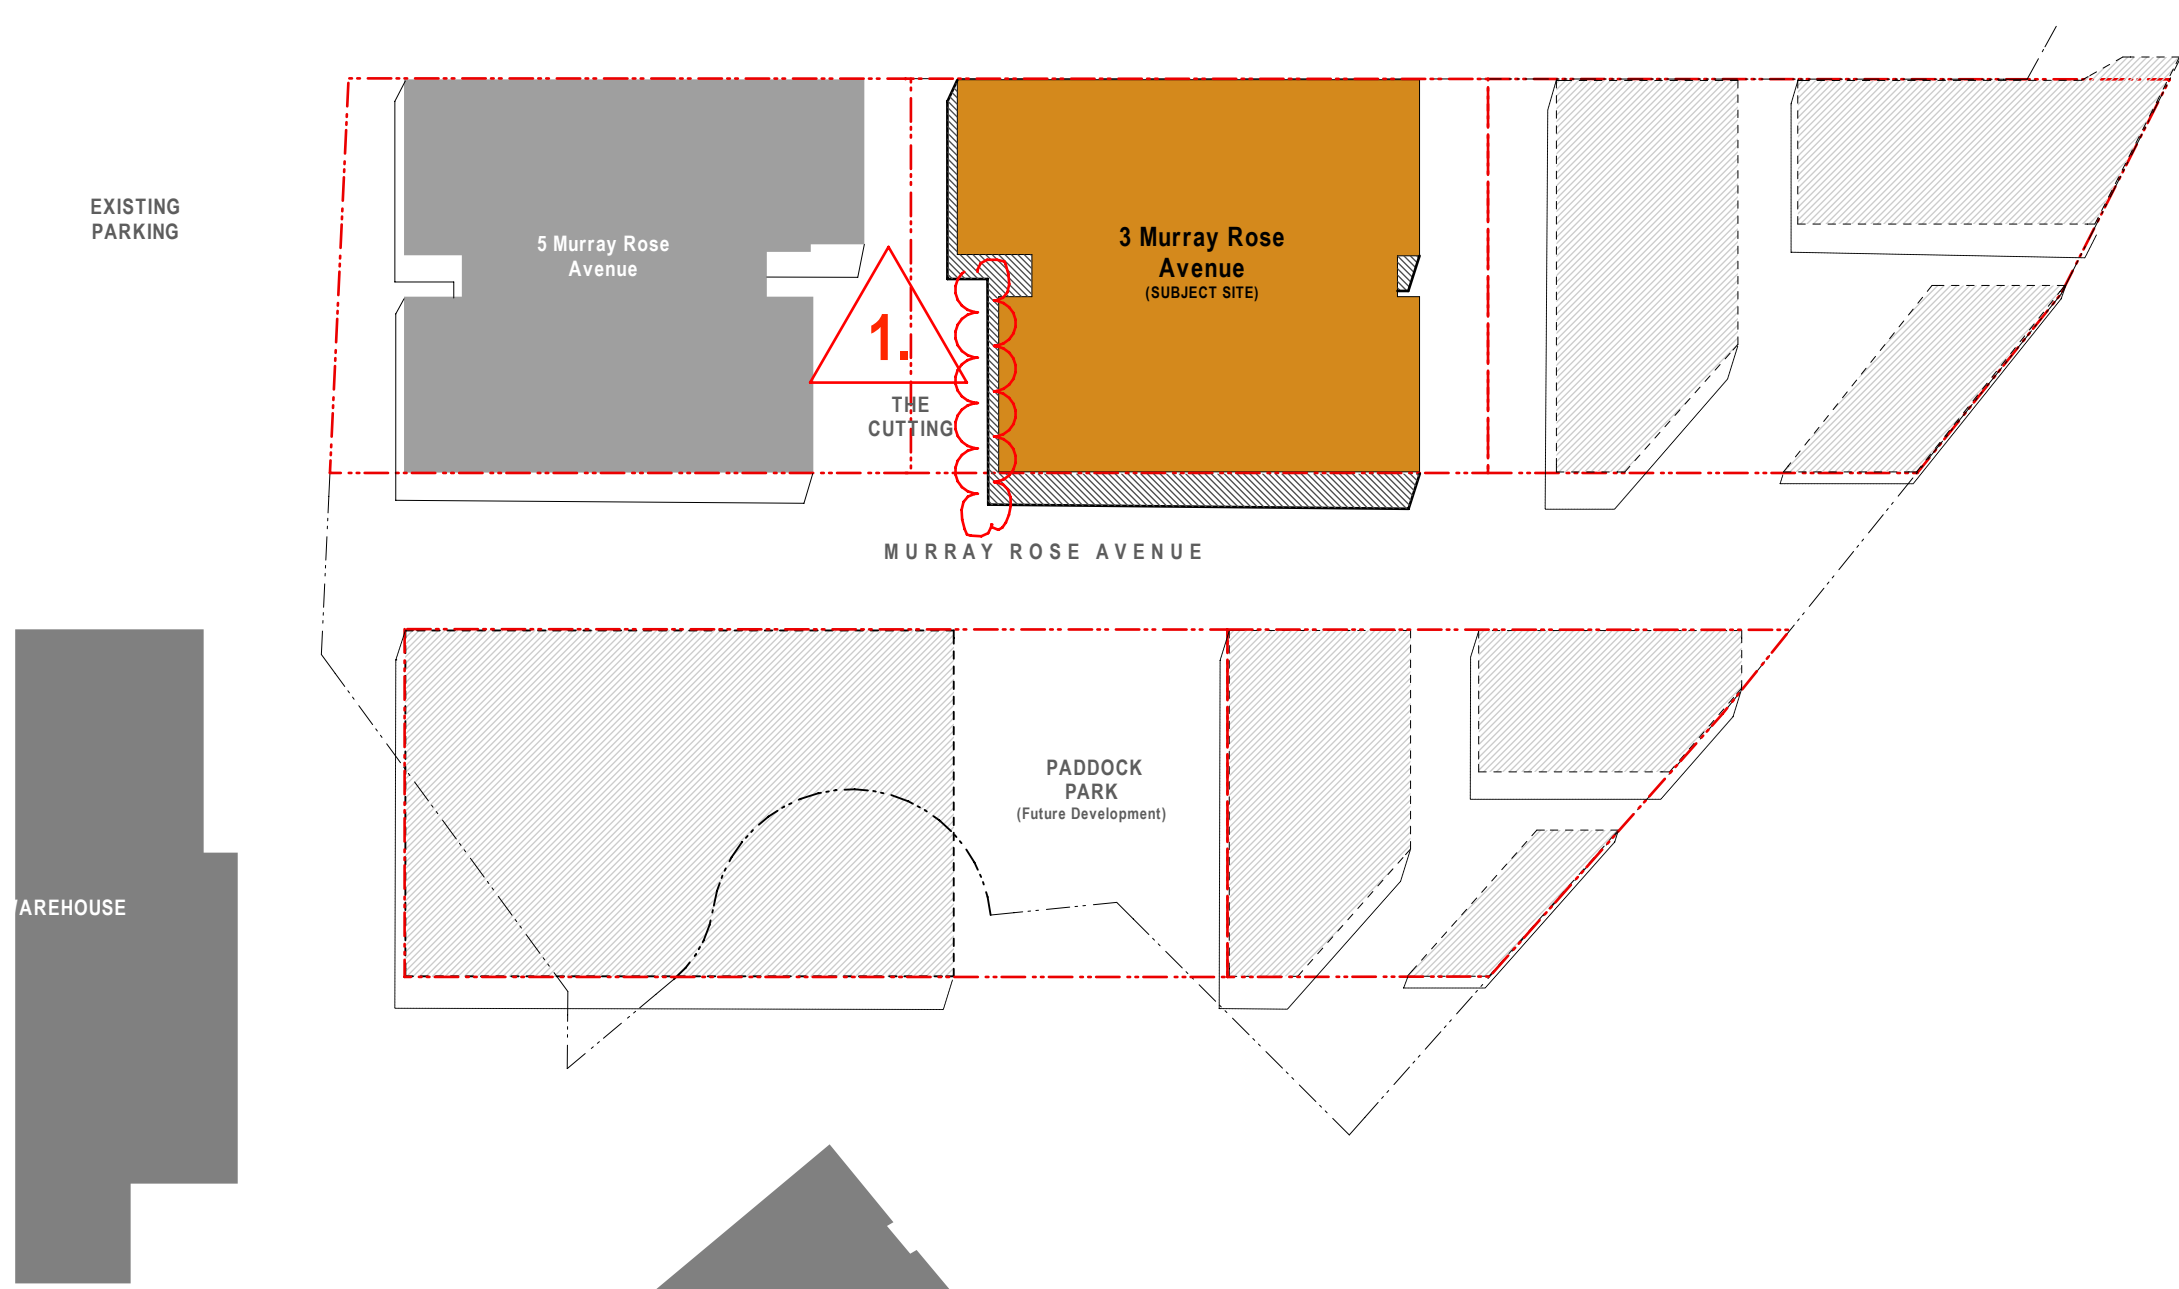 EXISTING
PARKING
5 Murray Rose
Avenue
3 Murray Rose
Avenue
(SUBJECT SITE)
1.
THE
CUTTING
MURRAY ROSE AVENUE
PADDOCK
PARK
(Future Development)
AREHOUSE